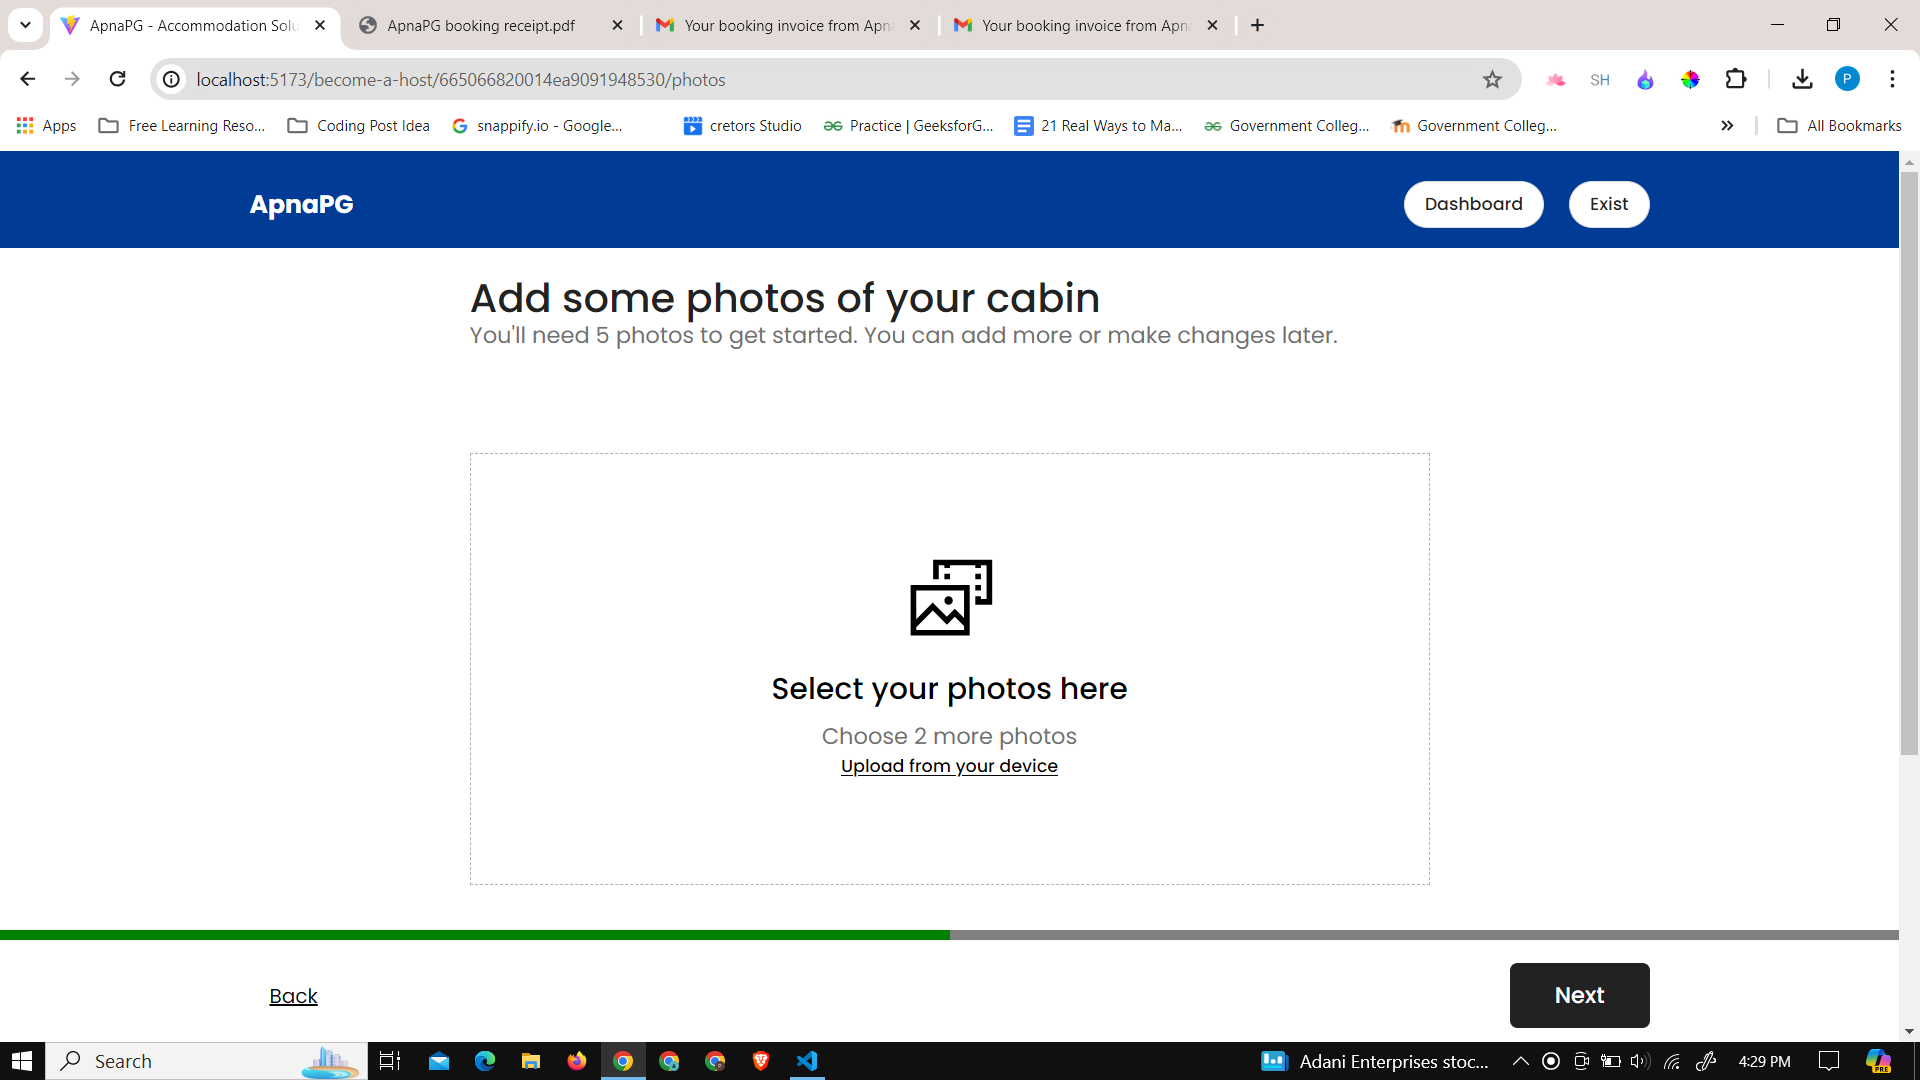 ApnaPG - Accommodation Solu
ApnaPG booking receipt.pdf
Your booking invoice from Apn
Your booking invoice from Apn
localhost:5173/become-a-host/665066820014ea9091948530/photos
SH
P
Apps
Free Learning Reso...
Coding Post Idea
snappify.io - Google...
cretors Studio
Practice | GeeksforG...
21 Real Ways to Ma...
Government Colleg...
Government Colleg...
All Bookmarks
ApnaPG
Dashboard
Exist
Add some photos of your cabin
You'll need 5 photos to get started. You can add more or make changes later.
Select your photos here
Choose 2 more photos
Upload from your device
Back
Next
Search
Adani Enterprises stoc...
4:29 PM
PRE